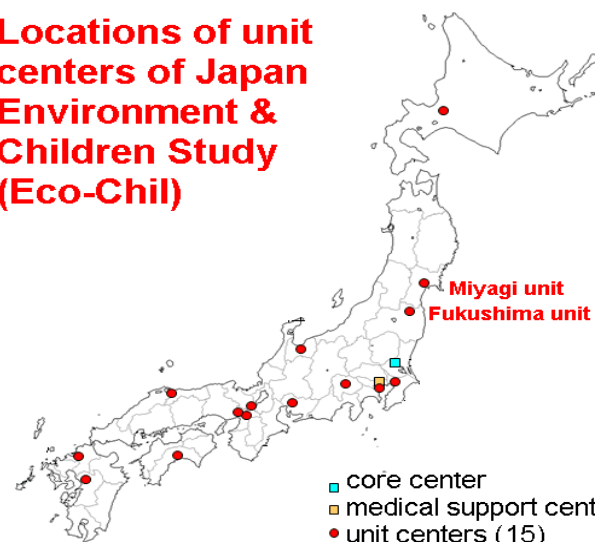 Locations of unit
centers of Japan
Environment &
Children Study
(Eco-Chil)
Miyagi unit
Fukushima unit
core center
medical support cent
unit centers (15)